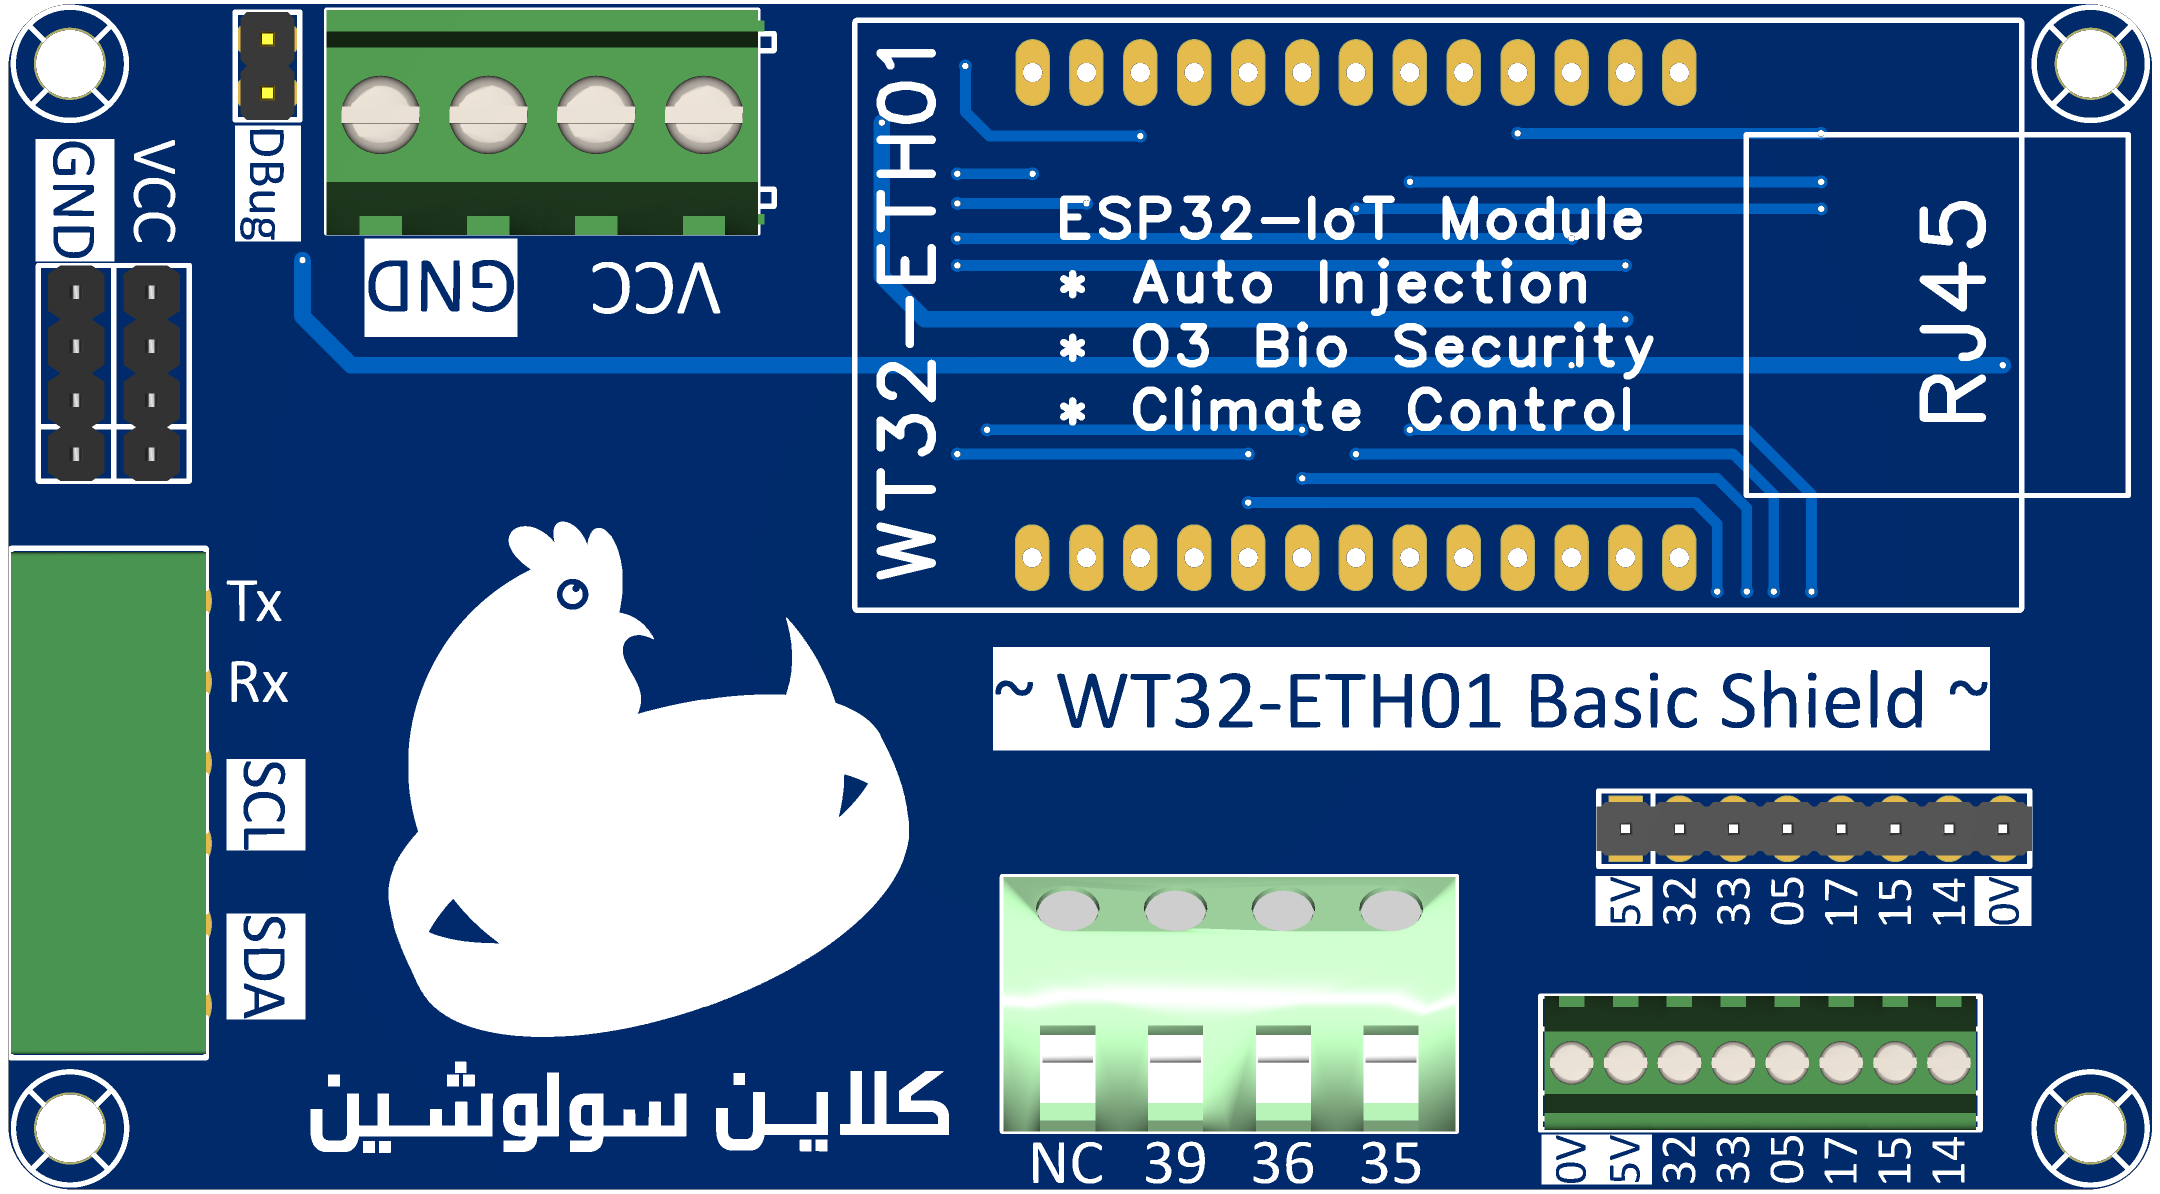 DBug
GND
VCC
GND
VCC
WT32-ETH01
ESP32-IoT Module
* Auto Injection
* O3 Bio Security
* Climate Control
RJ45
Tx
Rx
SCL
SDA
~ WT32-ETH01 Basic Shield ~
5V 32 33 05 17 15 14 0V
كلاين سولوشين
NC 39 36 35
0V 5V 32 33 05 17 15 14